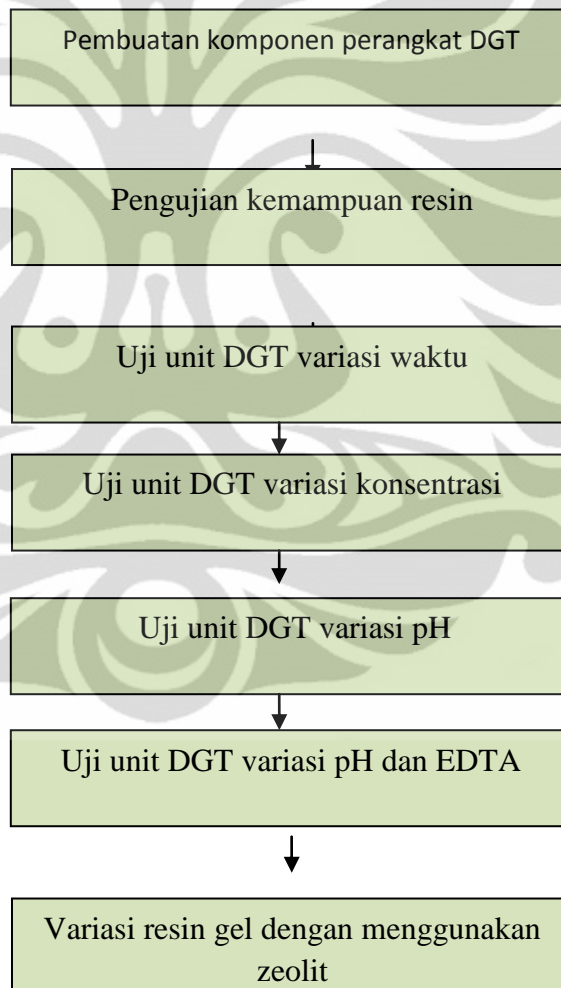 Pembuatan komponen perangkat DGT
Pengujian kemampuan resin
Uji unit DGT variasi waktu
Uji unit DGT variasi konsentrasi
Uji unit DGT variasi pH
Uji unit DGT variasi pH dan EDTA
Variasi resin gel dengan menggunakan
zeolit